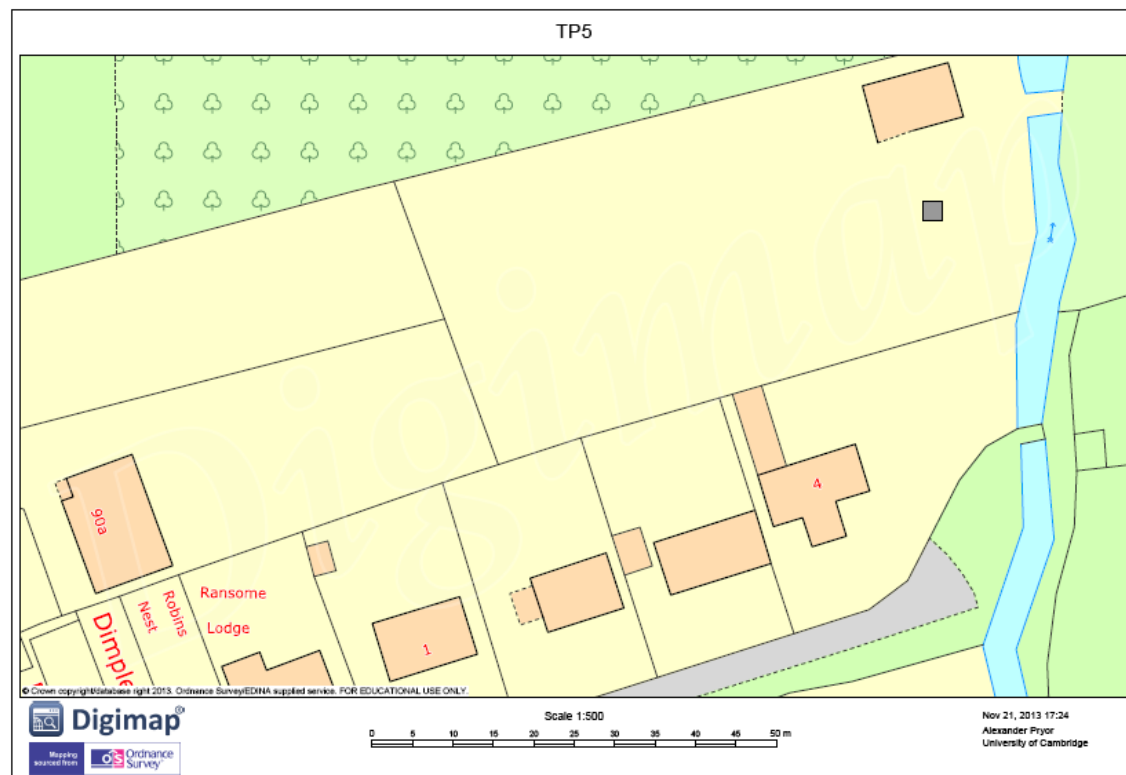 TP5
Digimap
90a
4
1
Ransome
Lodge
Robins
Nest
Dimple
© Crown copyright/database right 2013. Ordnance Survey/EDINA supplied service. FOR EDUCATIONAL USE ONLY.
Digimap®
Mapping
sourced from
OS Ordnance
Survey®
Scale 1:500
0 5 10 15 20 25 30 35 40 45 50 m
Nov 21, 2013 17:24
Alexander Pryor
University of Cambridge